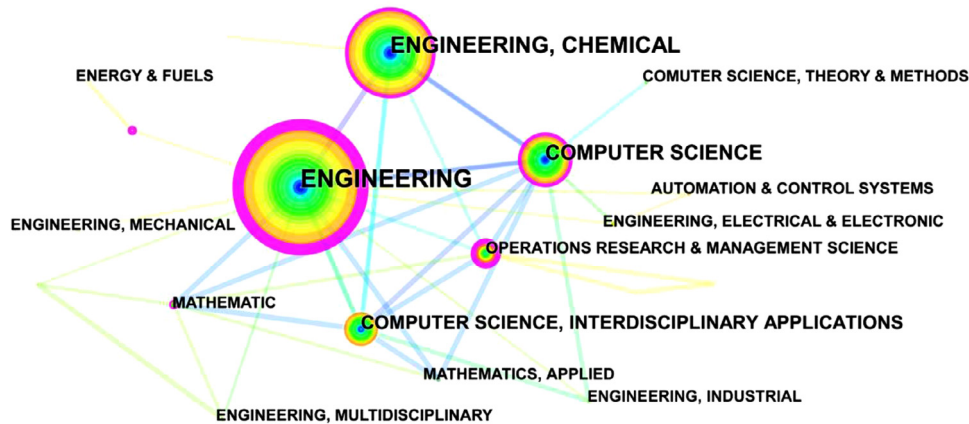 ENGINEERING, CHEMICAL
ENERGY & FUELS
COMUTER SCIENCE, THEORY & METHODS
COMPUTER SCIENCE
ENGINEERING
AUTOMATION & CONTROL SYSTEMS
ENGINEERING, MECHANICAL
ENGINEERING, ELECTRICAL & ELECTRONIC
OPERATIONS RESEARCH & MANAGEMENT SCIENCE
MATHEMATIC
COMPUTER SCIENCE, INTERDISCIPLINARY APPLICATIONS
MATHEMATICS, APPLIED
ENGINEERING, INDUSTRIAL
ENGINEERING, MULTIDISCIPLINARY